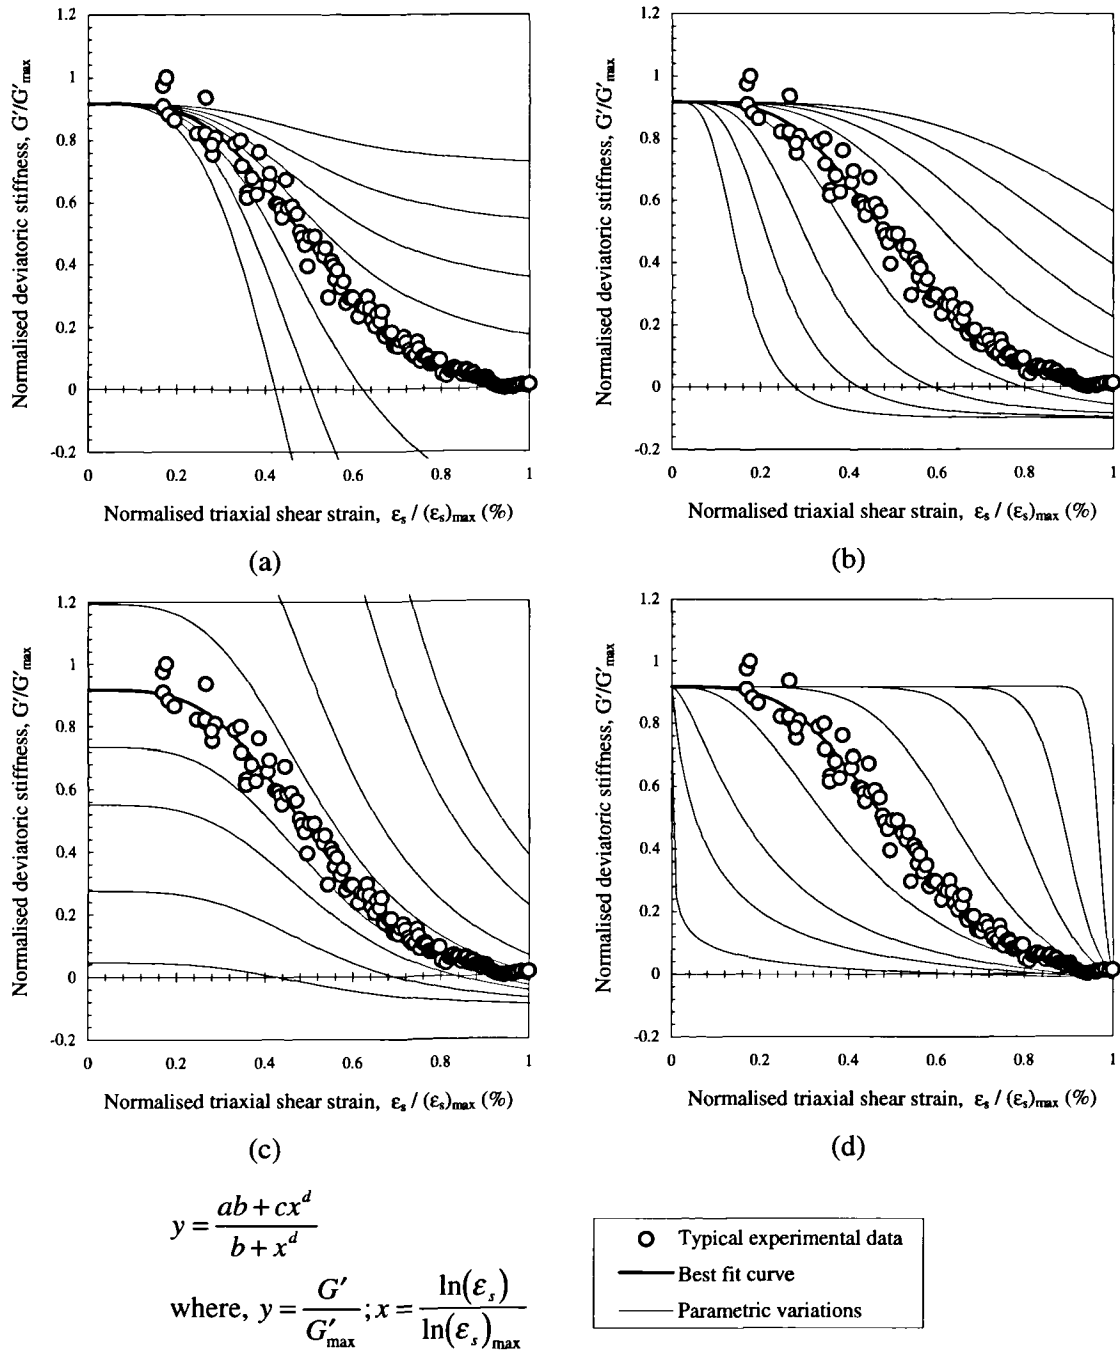 1.2
1
0.8
0.6
0.4
0.2
0
-0.2
Normalised deviatoric stiffness, G'/G'max
0 0.2 0.4 0.6 0.8 1
Normalised triaxial shear strain, εs / (εs)max (%)
(a)
1.2
1
0.8
0.6
0.4
0.2
0
-0.2
Normalised deviatoric stiffness, G'/G'max
0 0.2 0.4 0.6 0.8 1
Normalised triaxial shear strain, εs / (εs)max (%)
(b)
1.2
1
0.8
0.6
0.4
0.2
0
-0.2
Normalised deviatoric stiffness, G'/G'max
0 0.2 0.4 0.6 0.8 1
Normalised triaxial shear strain, εs / (εs)max (%)
(c)
1.2
1
0.8
0.6
0.4
0.2
0
-0.2
Normalised deviatoric stiffness, G'/G'max
0 0.2 0.4 0.6 0.8 1
Normalised triaxial shear strain, εs / (εs)max (%)
(d)
y = (ab + cx^d) / (b + x^d)
where, y = G' / G'max ; x = ln(εs) / ln(εs)max
Typical experimental data
Best fit curve
Parametric variations